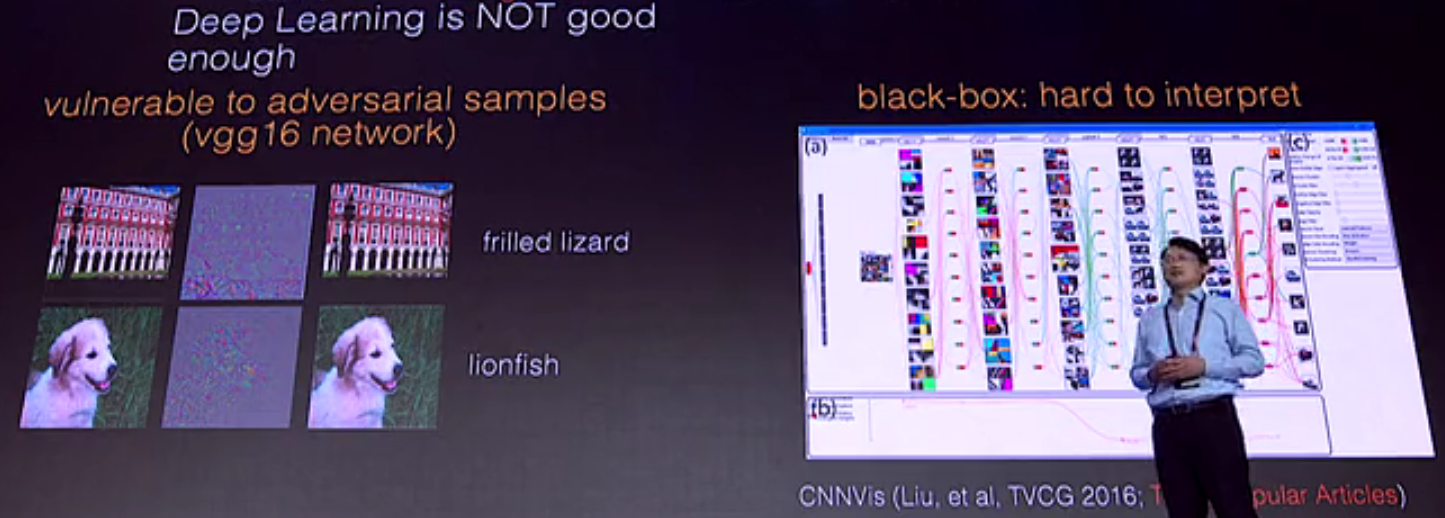 Deep Learning is NOT good
enough
vulnerable to adversarial samples
(vgg16 network)
frilled lizard
lionfish
black-box: hard to interpret
(a)
(c)
(b)
CNNVis (Liu, et al, TVCG 2016; pular Articles)